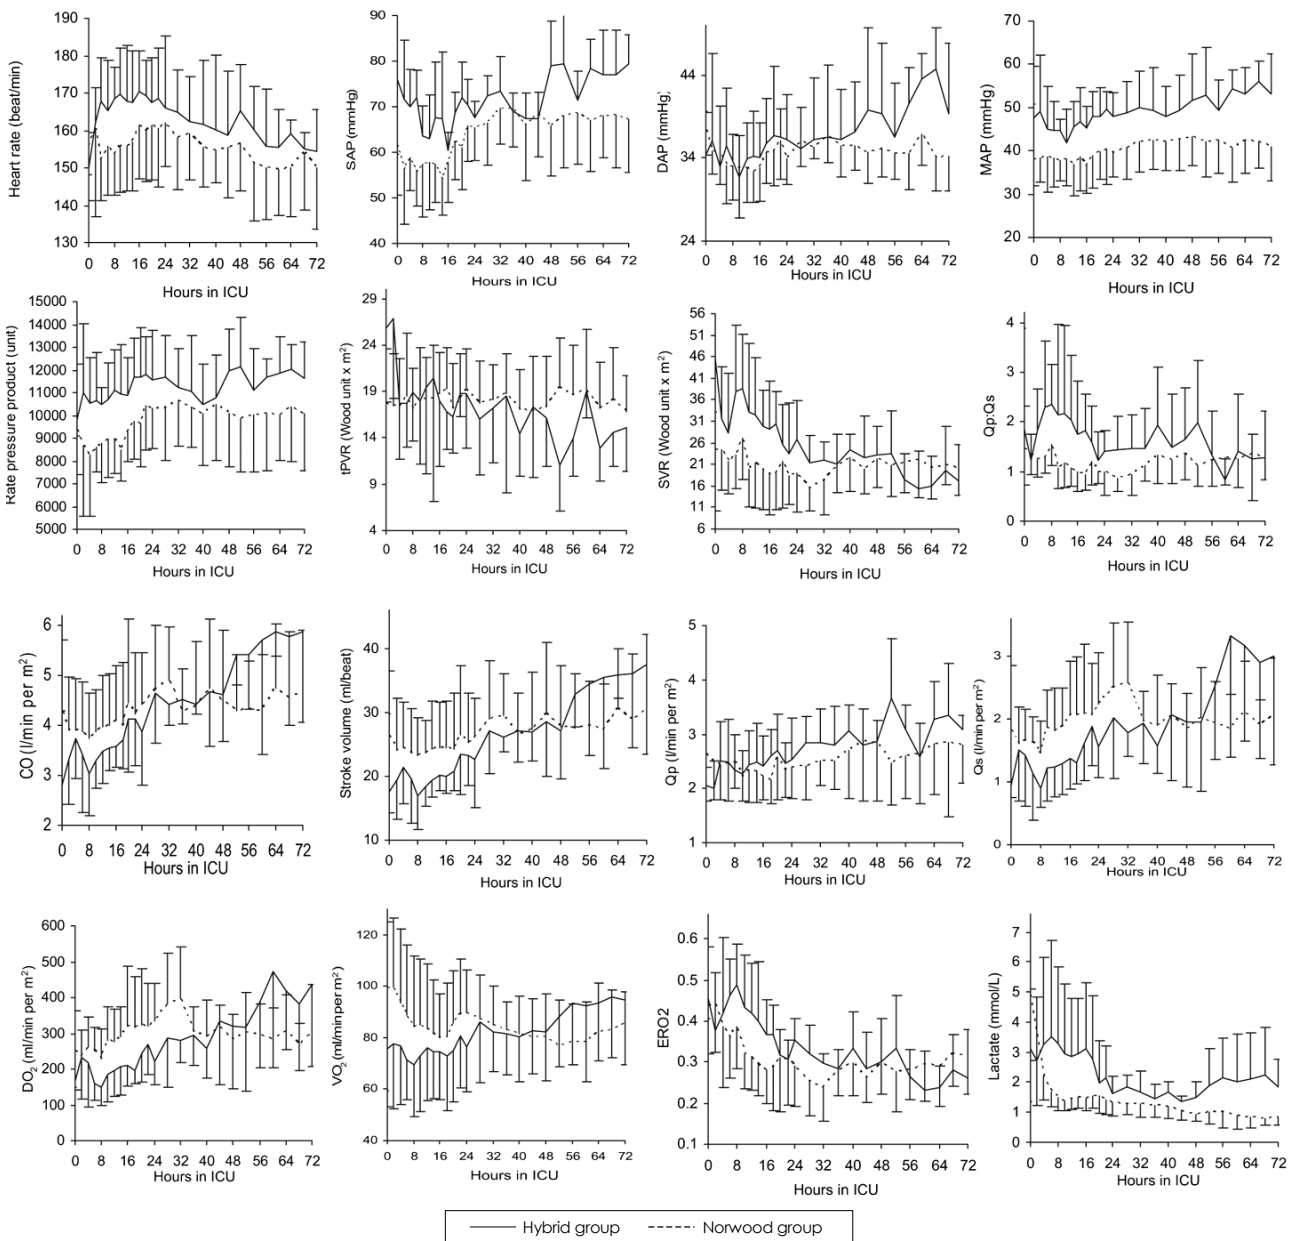 Heart rate (beat/min)
190
180
170
160
150
140
130
0 8 16 24 32 40 48 56 64 72
Hours in ICU
SAP (mmHg)
90
80
70
60
50
40
0 8 16 24 32 40 48 56 64 72
Hours in ICU
DAP (mmHg)
44
34
24
0 8 16 24 32 40 48 56 64 72
Hours in ICU
MAP (mmHg)
70
60
50
40
30
20
0 8 16 24 32 40 48 56 64 72
Hours in ICU
Rate pressure product (unit)
15000
14000
13000
12000
11000
10000
9000
8000
7000
6000
5000
0 8 16 24 32 40 48 56 64 72
Hours in ICU
tPVR (Wood unit x m²)
29
24
19
14
9
4
0 8 16 24 32 40 48 56 64 72
Hours in ICU
SVR (Wood unit x m²)
56
51
46
41
36
31
26
21
16
11
6
0 8 16 24 32 40 48 56 64 72
Hours in ICU
Qp:Qs
4
3
2
1
0
0 8 16 24 32 40 48 56 64 72
Hours in ICU
CO (l/min per m²)
6
5
4
3
2
0 8 16 24 32 40 48 56 64 72
Hours in ICU
Stroke volume (ml/beat)
40
30
20
10
0 8 16 24 32 40 48 56 64 72
Hours in ICU
Qp (l/min per m²)
5
4
3
2
1
0 8 16 24 32 40 48 56 64 72
Hours in ICU
Qs (l/min per m²)
3
2
1
0
0 8 16 24 32 40 48 56 64 72
Hours in ICU
DO₂ (ml/min per m²)
600
500
400
300
200
100
0
0 8 16 24 32 40 48 56 64 72
Hours in ICU
VO₂ (ml/min per m²)
120
100
80
60
40
0 8 16 24 32 40 48 56 64 72
Hours in ICU
ERO2
0.6
0.5
0.4
0.3
0.2
0.1
0 8 16 24 32 40 48 56 64 72
Hours in ICU
Lactate (mmol/L)
7
6
5
4
3
2
1
0
0 8 16 24 32 40 48 56 64 72
Hours in ICU
Hybrid group Norwood group